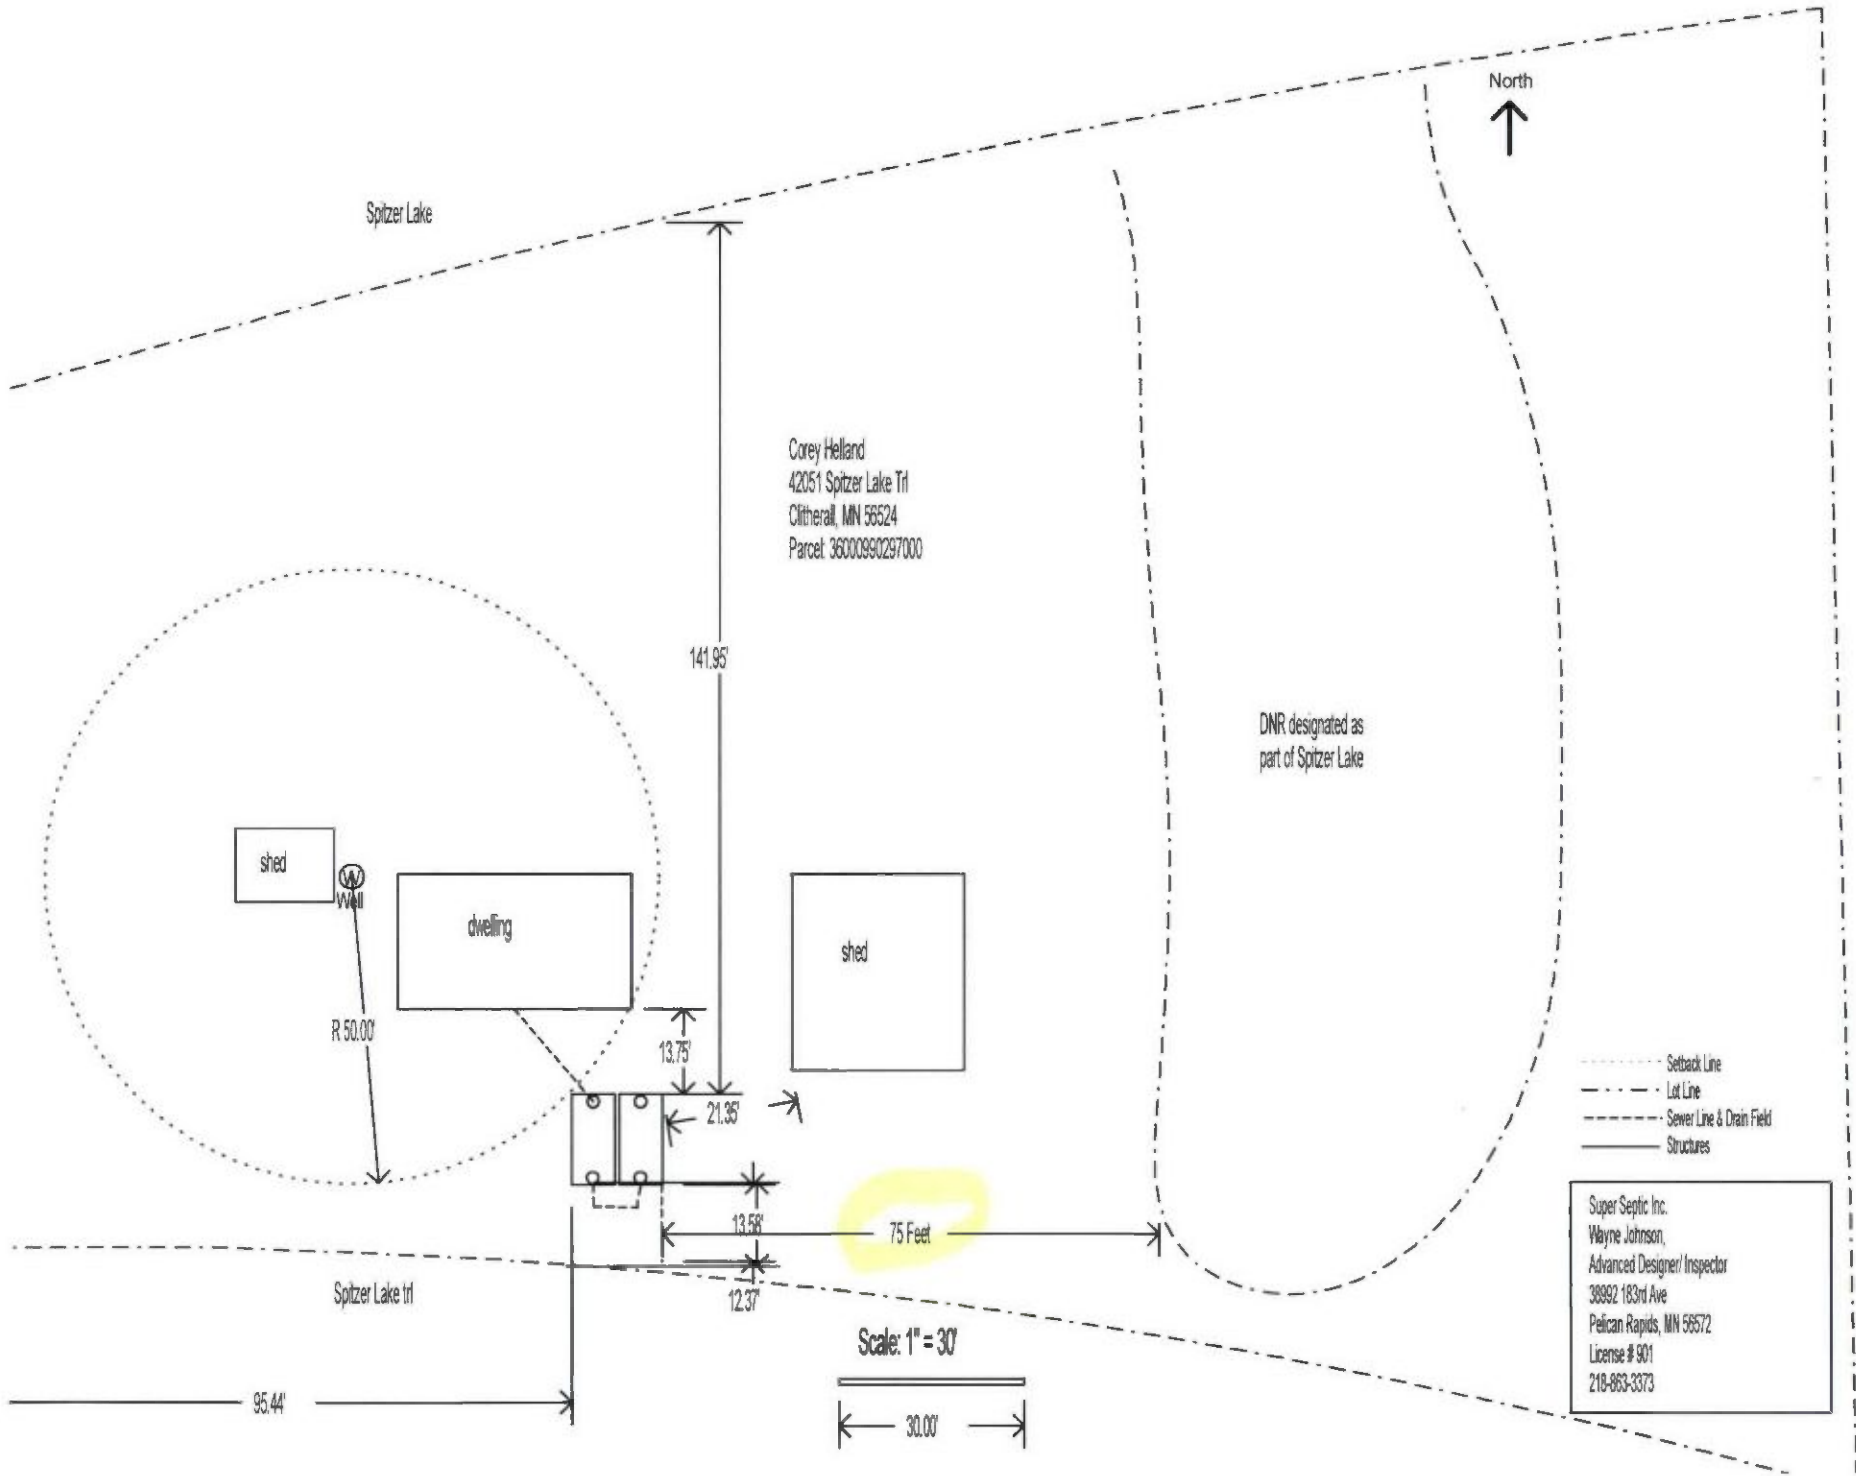 North
Spitzer Lake
Corey Helland
42051 Spitzer Lake Trl
Clitherall, MN 56524
Parcel: 36000990297000
141.95'
DNR designated as
part of Spitzer Lake
shed
W
Well
dwelling
shed
R 50.00'
13.75'
21.35'
13.58'
75 Feet
12.37'
Spitzer Lake trl
Scale: 1" = 30'
95.44'
30.00'
Setback Line
Lot Line
Sewer Line & Drain Field
Structures
Super Septic Inc.
Wayne Johnson,
Advanced Designer/ Inspector
38992 183rd Ave
Pelican Rapids, MN 56572
License # 901
218-863-3373